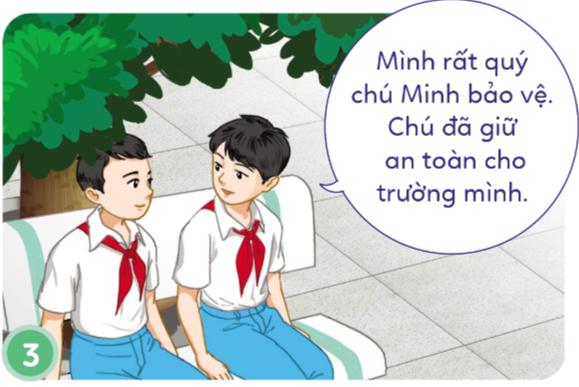 Mình rất quý
chú Minh bảo vệ.
Chú đã giữ
an toàn cho
trường mình.
3